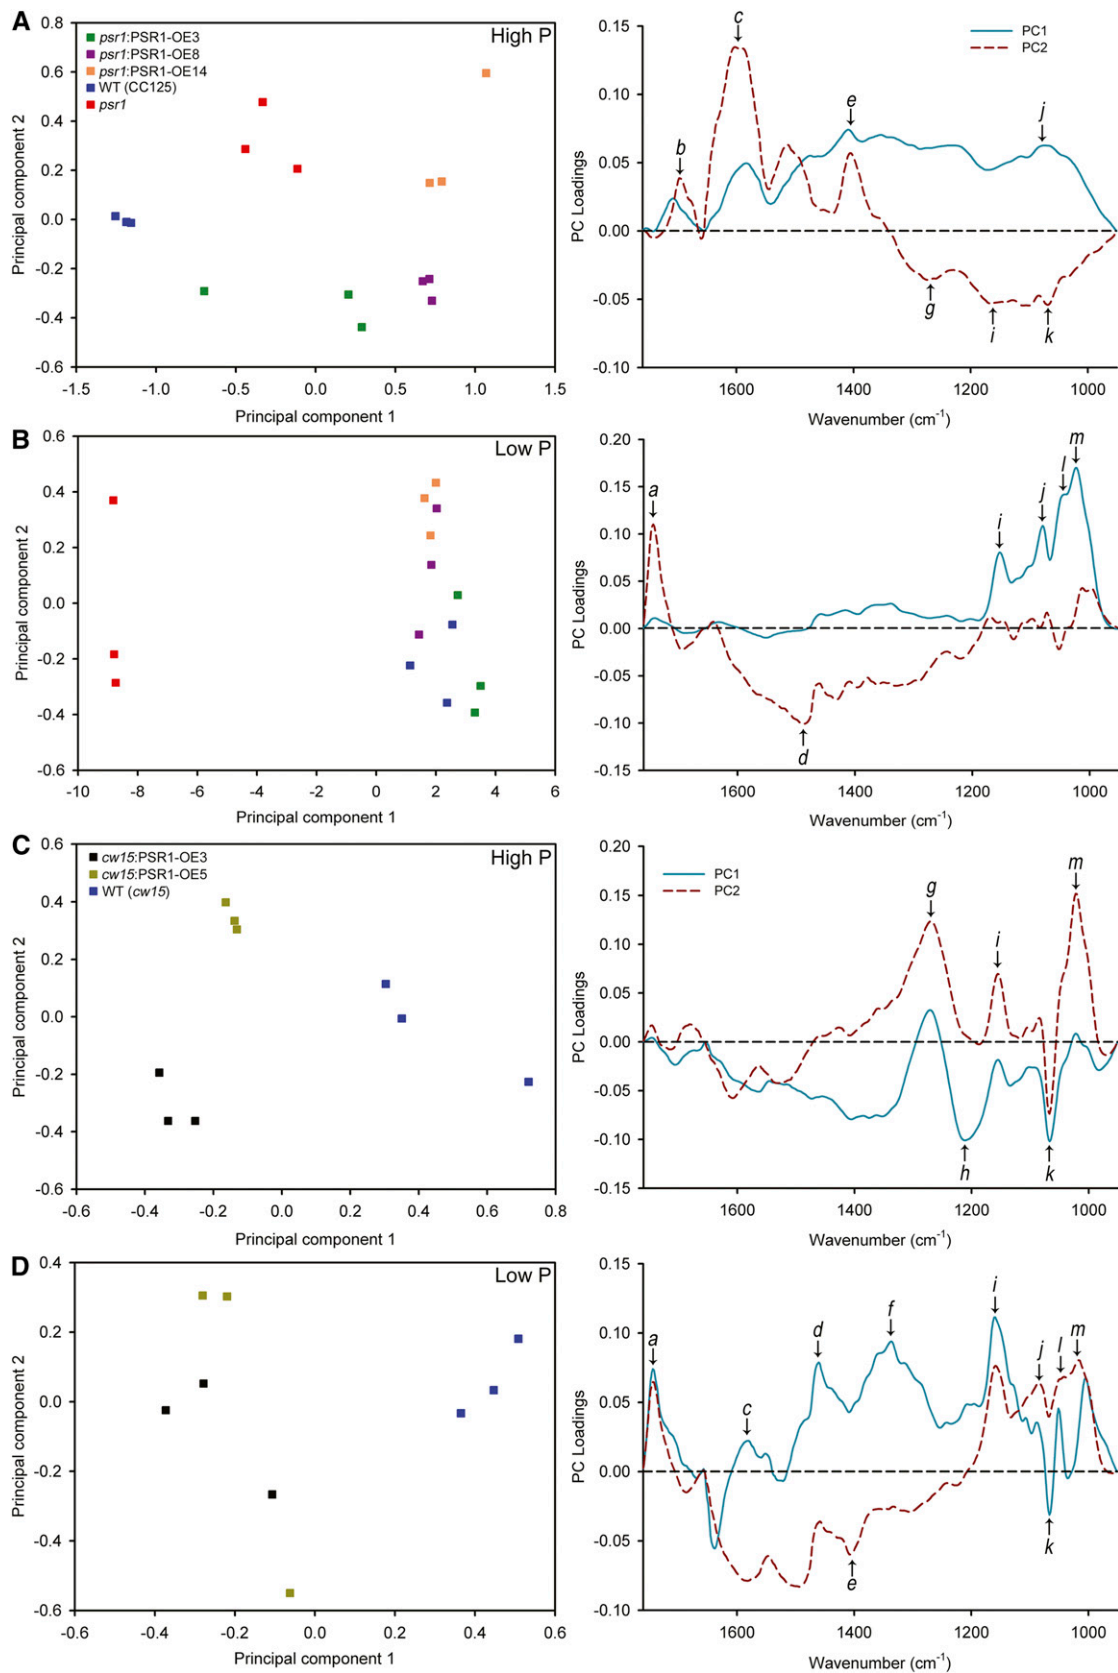 A
High P
psr1:PSR1-OE3
psr1:PSR1-OE8
psr1:PSR1-OE14
WT (CC125)
psr1
Principal component 2
0.8
0.6
0.4
0.2
0.0
-0.2
-0.4
-0.6
-1.5 -1.0 -0.5 0.0 0.5 1.0 1.5
Principal component 1
PC1
PC2
PC Loadings
0.15
0.10
0.05
0.00
-0.05
-0.10
b c e j
g i k
1600 1400 1200 1000
Wavenumber (cm-1)
B
Low P
Principal component 2
0.6
0.4
0.2
0.0
-0.2
-0.4
-0.6
-10 -8 -6 -4 -2 0 2 4 6
Principal component 1
PC Loadings
0.20
0.15
0.10
0.05
0.00
-0.05
-0.10
-0.15
a i j l m
d
1600 1400 1200 1000
Wavenumber (cm-1)
C
High P
cw15:PSR1-OE3
cw15:PSR1-OE5
WT (cw15)
Principal component 2
0.6
0.4
0.2
0.0
-0.2
-0.4
-0.6
-0.6 -0.4 -0.2 0.0 0.2 0.4 0.6 0.8
Principal component 1
PC1
PC2
PC Loadings
0.20
0.15
0.10
0.05
0.00
-0.05
-0.10
-0.15
g i m
h k
1600 1400 1200 1000
Wavenumber (cm-1)
D
Low P
Principal component 2
0.4
0.2
0.0
-0.2
-0.4
-0.6
-0.6 -0.4 -0.2 0.0 0.2 0.4 0.6
Principal component 1
PC Loadings
0.15
0.10
0.05
0.00
-0.05
-0.10
a c d f i j l m
e k
1600 1400 1200 1000
Wavenumber (cm-1)